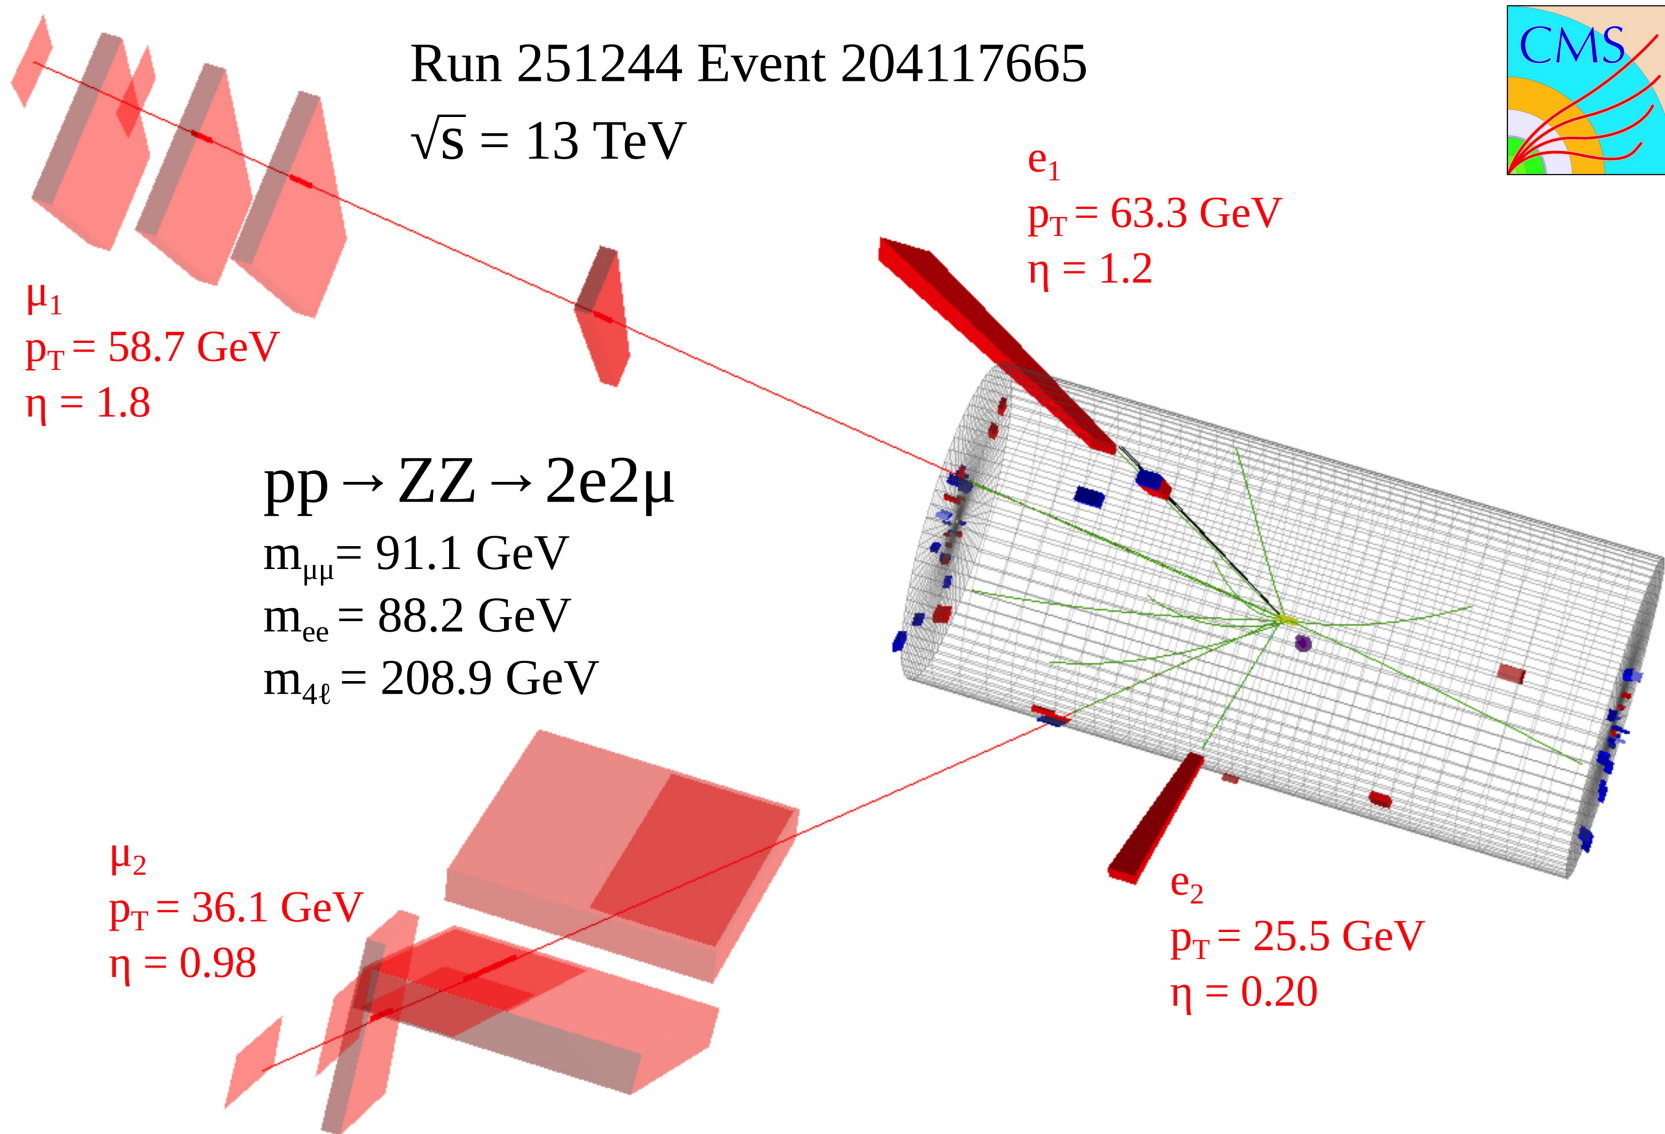 Run 251244 Event 204117665
√s = 13 TeV
CMS
e₁
p_T = 63.3 GeV
η = 1.2
μ₁
p_T = 58.7 GeV
η = 1.8
pp → ZZ → 2e2μ
m_μμ = 91.1 GeV
m_ee = 88.2 GeV
m_4ℓ = 208.9 GeV
μ₂
p_T = 36.1 GeV
η = 0.98
e₂
p_T = 25.5 GeV
η = 0.20